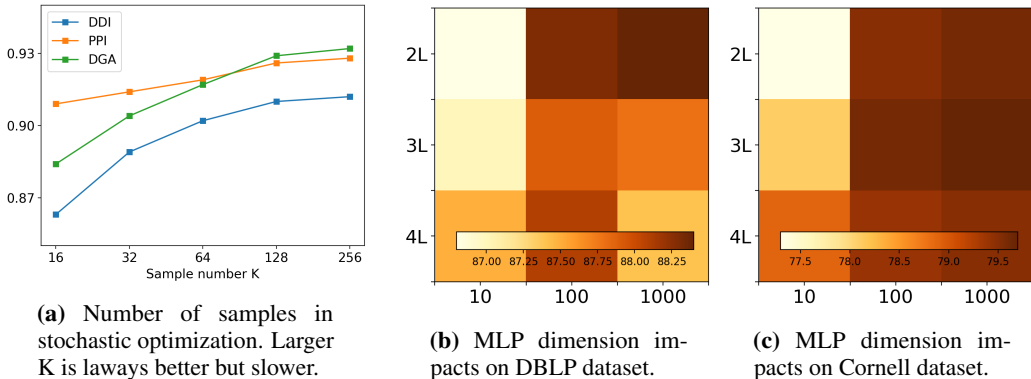 DDI
PPI
DGA
0.93
0.90
0.87
16 32 64 128 256
Sample number K
(a) Number of samples in
stochastic optimization. Larger
K is laways better but slower.
2L
3L
4L
87.00 87.25 87.50 87.75 88.00 88.25
10 100 1000
(b) MLP dimension im-
pacts on DBLP dataset.
2L
3L
4L
77.5 78.0 78.5 79.0 79.5
10 100 1000
(c) MLP dimension im-
pacts on Cornell dataset.